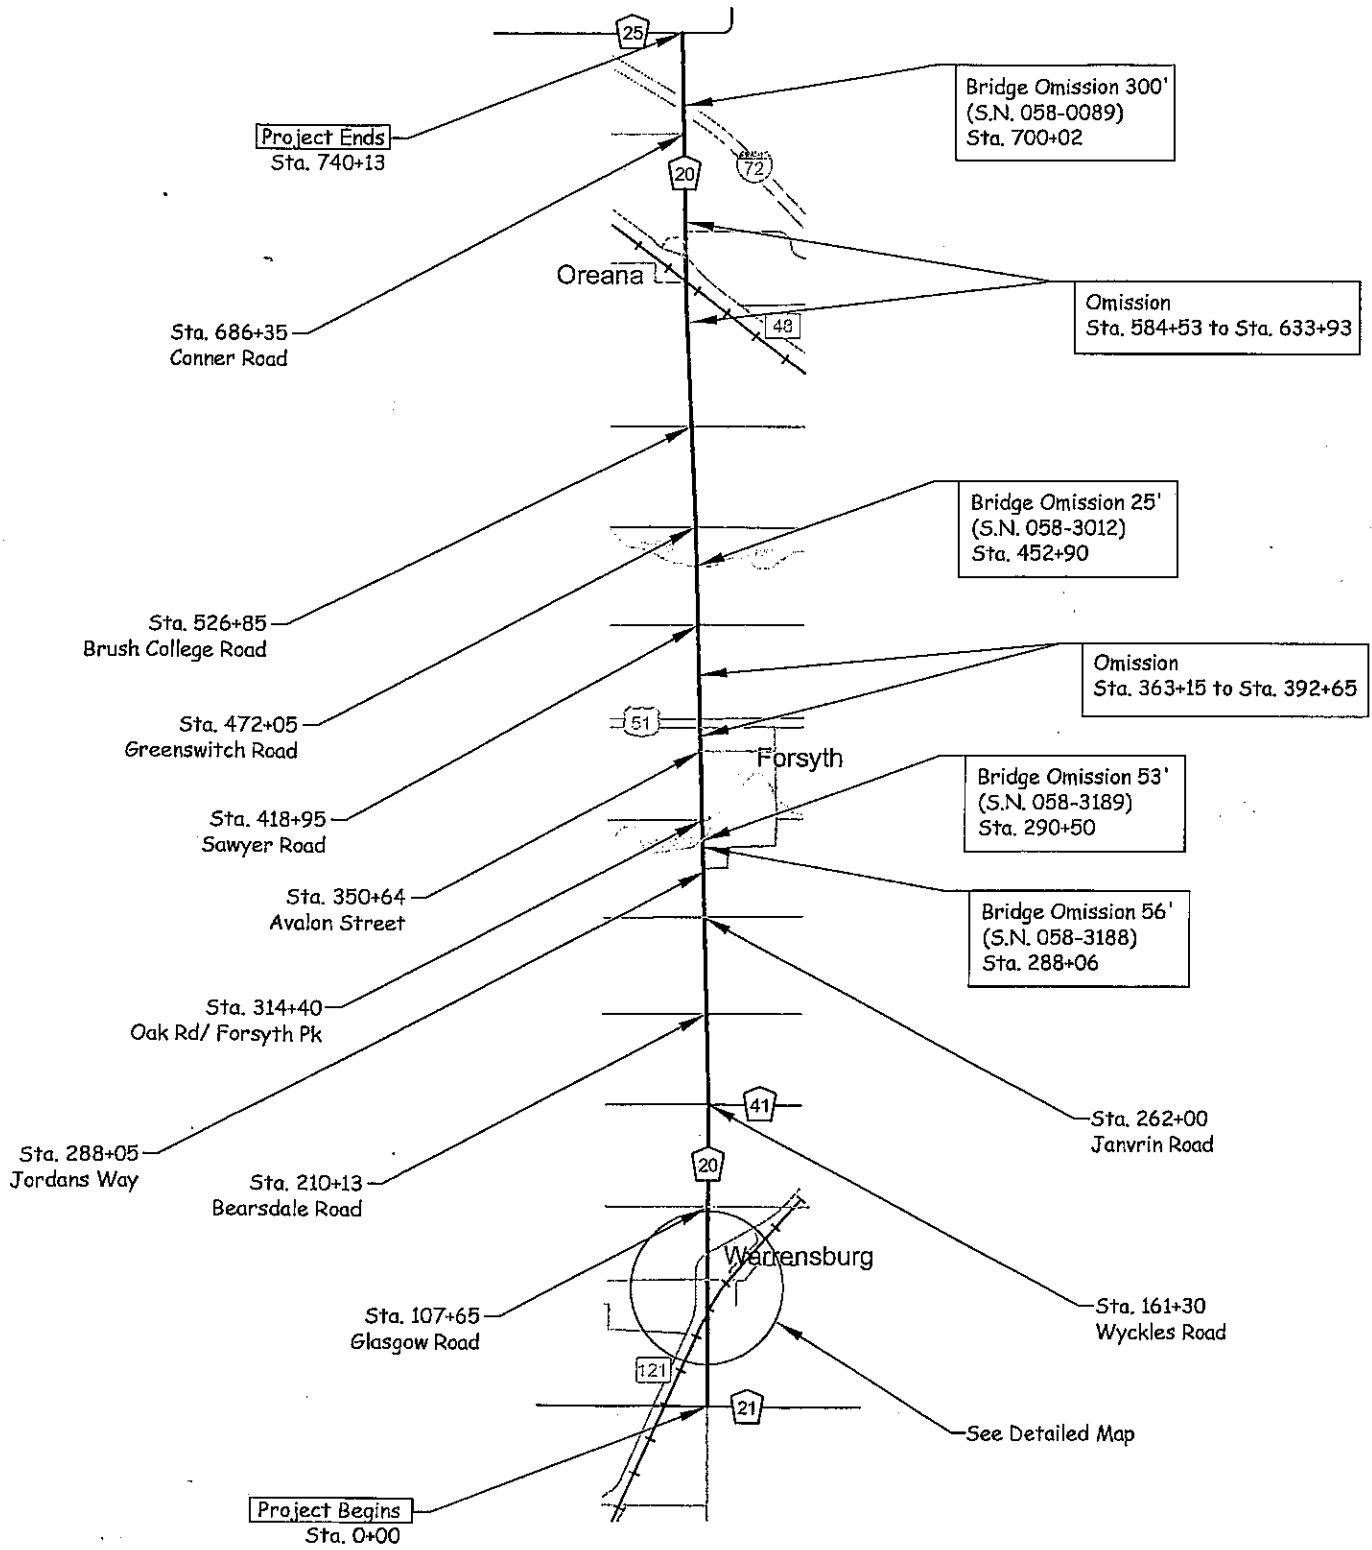 25
Bridge Omission 300'
(S.N. 058-0089)
Sta. 700+02
Project Ends
Sta. 740+13
72
20
Oreana
Omission
Sta. 584+53 to Sta. 633+93
48
Sta. 686+35
Conner Road
Bridge Omission 25'
(S.N. 058-3012)
Sta. 452+90
Sta. 526+85
Brush College Road
Omission
Sta. 363+15 to Sta. 392+65
Sta. 472+05
Greenswitch Road
51
Forsyth
Bridge Omission 53'
(S.N. 058-3189)
Sta. 290+50
Sta. 418+95
Sawyer Road
Sta. 350+64
Avalon Street
Bridge Omission 56'
(S.N. 058-3188)
Sta. 288+06
Sta. 314+40
Oak Rd/ Forsyth Pk
41
Sta. 262+00
Janvrin Road
Sta. 288+05
Jordans Way
20
Sta. 210+13
Bearsdale Road
Warrensburg
Sta. 107+65
Glasgow Road
Sta. 161+30
Wyckles Road
121
21
See Detailed Map
Project Begins
Sta. 0+00